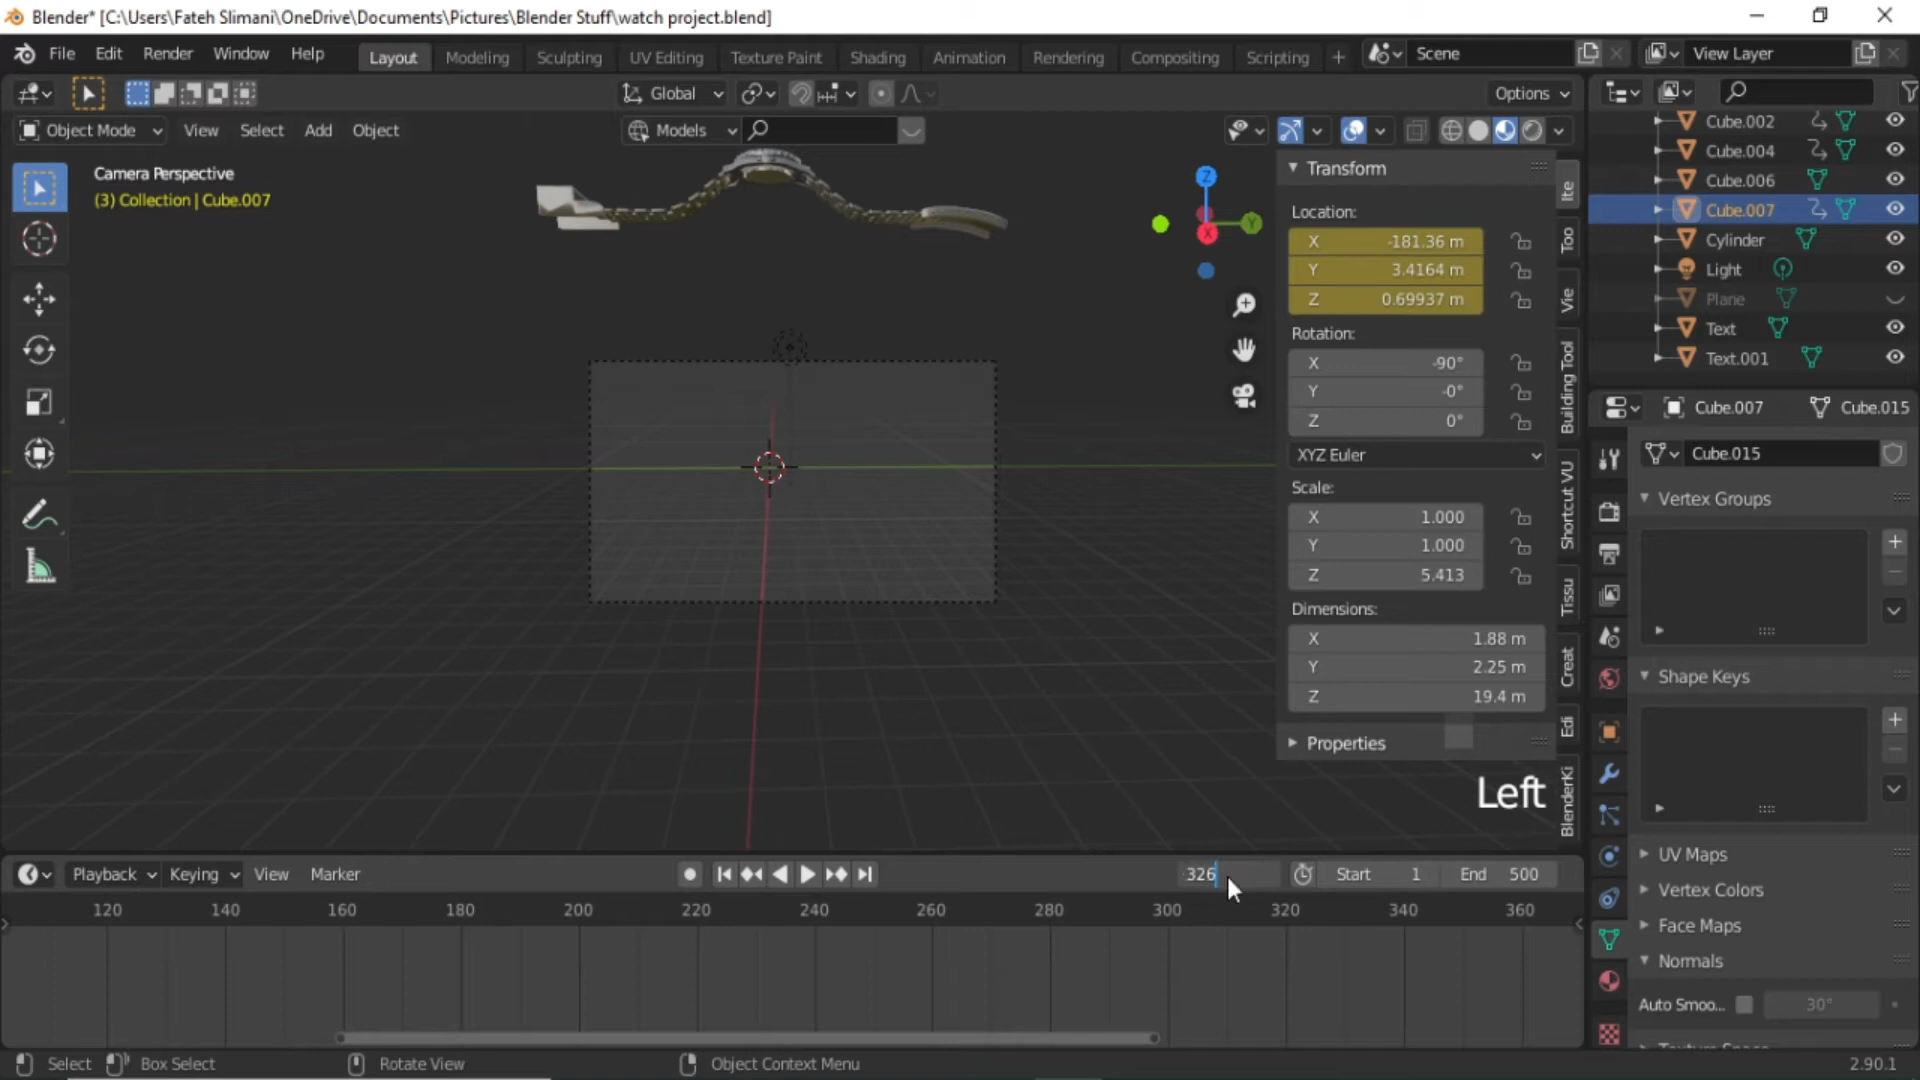 Blender* [C:\Users\Fateh Slimani\OneDrive\Documents\Pictures\Blender Stuff\watch project.blend]
File Edit Render Window Help Layout Modeling Sculpting UV Editing Texture Paint Shading Animation Rendering Compositing Scripting + Scene View Layer
Global Options
Object Mode View Select Add Object Models
Camera Perspective
(3) Collection | Cube.007
Z
Y
X
Transform
Location:
X -181.36 m
Y 3.4164 m
Z 0.69937 m
Rotation:
X -90°
Y -0°
Z 0°
XYZ Euler
Scale:
X 1.000
Y 1.000
Z 5.413
Dimensions:
X 1.88 m
Y 2.25 m
Z 19.4 m
Properties
Ite
Too
Vie
Building Tool
Shortcut VU
Tissu
Creat
Edi
BlenderKi
Left
Cube.002
Cube.004
Cube.006
Cube.007
Cylinder
Light
Plane
Text
Text.001
Cube.007 Cube.015
Cube.015
Vertex Groups
Shape Keys
UV Maps
Vertex Colors
Face Maps
Normals
Auto Smoo... 30°
Playback Keying View Marker 326 Start 1 End 500
120 140 160 180 200 220 240 260 280 300 320 340 360
Select Box Select Rotate View Object Context Menu 2.90.1